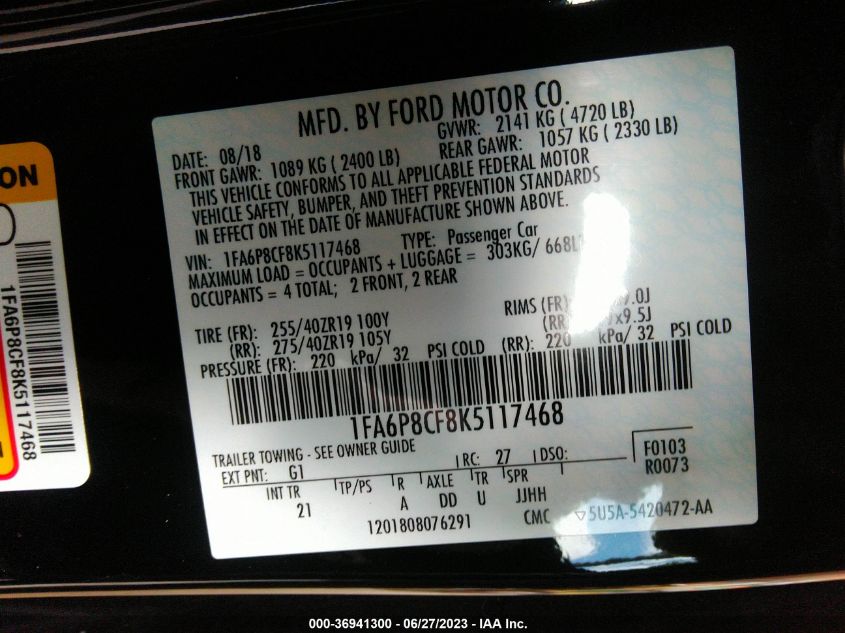 MFD. BY FORD MOTOR CO.
DATE: 08/18 GVWR: 2141 KG ( 4720 LB)
FRONT GAWR: 1089 KG ( 2400 LB) REAR GAWR: 1057 KG ( 2330 LB)
THIS VEHICLE CONFORMS TO ALL APPLICABLE FEDERAL MOTOR
VEHICLE SAFETY, BUMPER, AND THEFT PREVENTION STANDARDS
IN EFFECT ON THE DATE OF MANUFACTURE SHOWN ABOVE.
VIN: 1FA6P8CF8K5117468 TYPE: Passenger Car
MAXIMUM LOAD = OCCUPANTS + LUGGAGE = 303KG/
OCCUPANTS = 4 TOTAL; 2 FRONT, 2 REAR
TIRE (FR): 255/40ZR19 100Y RIMS (FR):
(RR): 275/40ZR19 105Y (RR)
PRESSURE (FR): 220 kPa/ 32 PSI COLD (RR): 220 kPa/ 32 PSI COLD
1FA6P8CF8K5117468
TRAILER TOWING - SEE OWNER GUIDE
EXT PNT: G1 RC: 27 DSO: F0103
R0073
INT TR TP/PS R AXLE TR SPR
21 A DD U JJHH
1201808076291 CMC ▽5U5A-5420472-AA
1FA6P8CF8K5117468
000-36941300 - 06/27/2023 - IAA Inc.